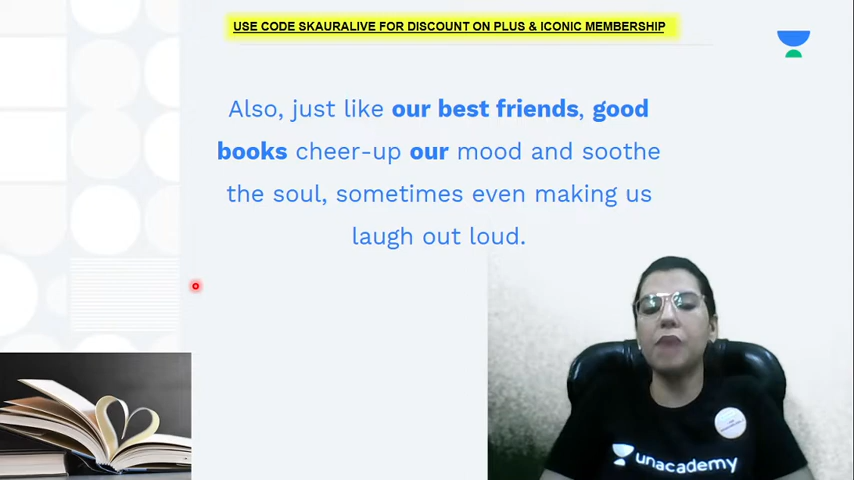 USE CODE SKAURALIVE FOR DISCOUNT ON PLUS & ICONIC MEMBERSHIP
Also, just like our best friends, good
books cheer-up our mood and soothe
the soul, sometimes even making us
laugh out loud.
unacademy